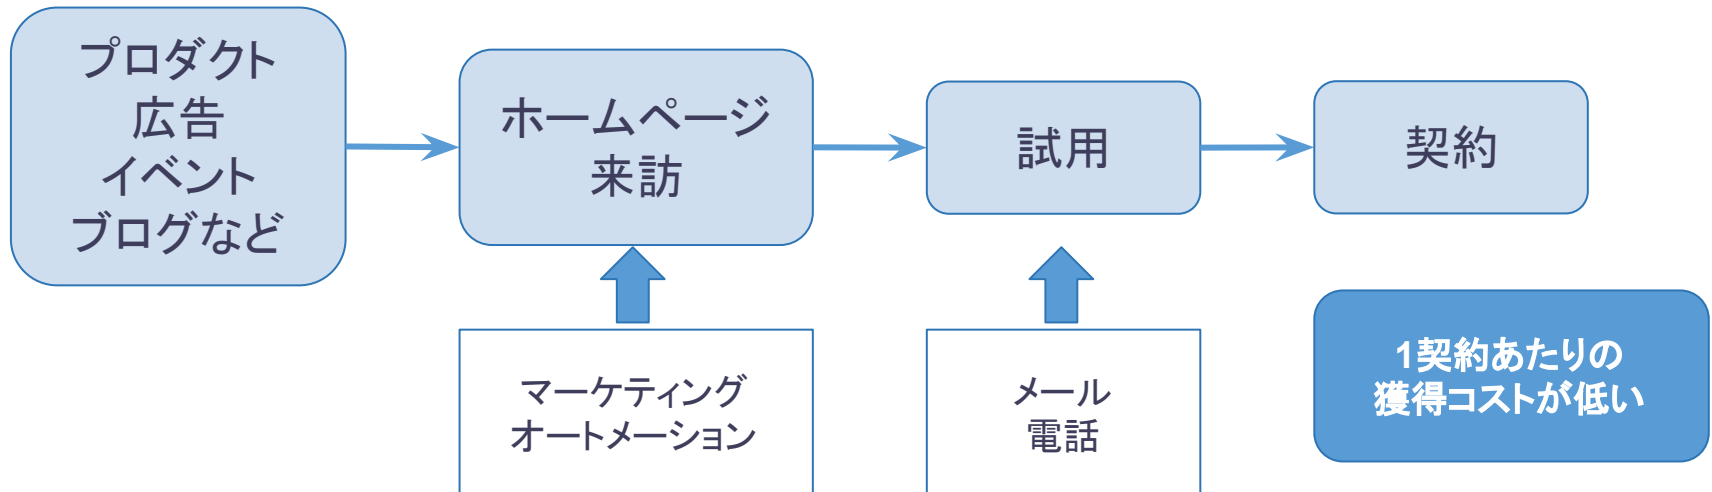 プロダクト
広告
イベント
ブログなど
ホームページ
来訪
試用
契約
マーケティング
オートメーション
メール
電話
1契約あたりの
獲得コストが低い